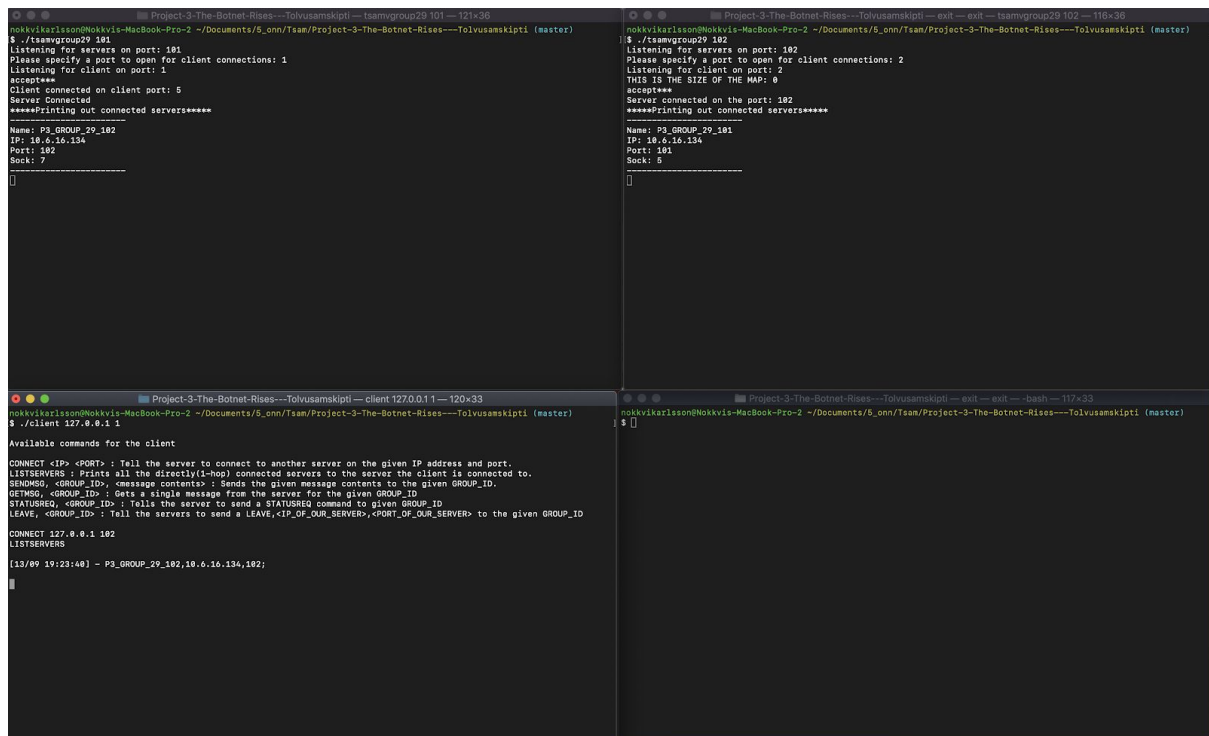 Project-3-The-Botnet-Rises---Tolvusamskipti — tsamvgroup29 101 — 121×36
nokkvikarlsson@Nokkvis-MacBook-Pro-2 ~/Documents/5_onn/Tsam/Project-3-The-Botnet-Rises---Tolvusamskipti (master)
$ ./tsamvgroup29 101
Listening for servers on port: 101
Please specify a port to open for client connections: 1
Listening for client on port: 1
accept***
Client connected on client port: 5
Server Connected
*****Printing out connected servers*****
-----------------------
Name: P3_GROUP_29_102
IP: 10.6.16.134
Port: 102
Sock: 7
-----------------------
Project-3-The-Botnet-Rises---Tolvusamskipti — exit — exit — tsamvgroup29 102 — 116×36
nokkvikarlsson@Nokkvis-MacBook-Pro-2 ~/Documents/5_onn/Tsam/Project-3-The-Botnet-Rises---Tolvusamskipti (master)
$ ./tsamvgroup29 102
Listening for servers on port: 102
Please specify a port to open for client connections: 2
Listening for client on port: 2
THIS IS THE SIZE OF THE MAP: 0
accept***
Server connected on the port: 102
*****Printing out connected servers*****
-----------------------
Name: P3_GROUP_29_101
IP: 10.6.16.134
Port: 101
Sock: 5
-----------------------
Project-3-The-Botnet-Rises---Tolvusamskipti — client 127.0.0.1 1 — 120×33
nokkvikarlsson@Nokkvis-MacBook-Pro-2 ~/Documents/5_onn/Tsam/Project-3-The-Botnet-Rises---Tolvusamskipti (master)
$ ./client 127.0.0.1 1
Available commands for the client
CONNECT <IP> <PORT> : Tell the server to connect to another server on the given IP address and port.
LISTSERVERS : Prints all the directly(1-hop) connected servers to the server the client is connected to.
SENDMSG, <GROUP_ID>, <message contents> : Sends the given message contents to the given GROUP_ID.
GETMSG, <GROUP_ID> : Gets a single message from the server for the given GROUP_ID
STATUSREQ, <GROUP_ID> : Tells the server to send a STATUSREQ command to given GROUP_ID
LEAVE, <GROUP_ID> : Tell the servers to send a LEAVE,<IP_OF_OUR_SERVER>,<PORT_OF_OUR_SERVER> to the given GROUP_ID
CONNECT 127.0.0.1 102
LISTSERVERS
[13/09 19:23:40] - P3_GROUP_29_102,10.6.16.134,102;
Project-3-The-Botnet-Rises---Tolvusamskipti — exit — exit — -bash — 117×33
nokkvikarlsson@Nokkvis-MacBook-Pro-2 ~/Documents/5_onn/Tsam/Project-3-The-Botnet-Rises---Tolvusamskipti (master)
$